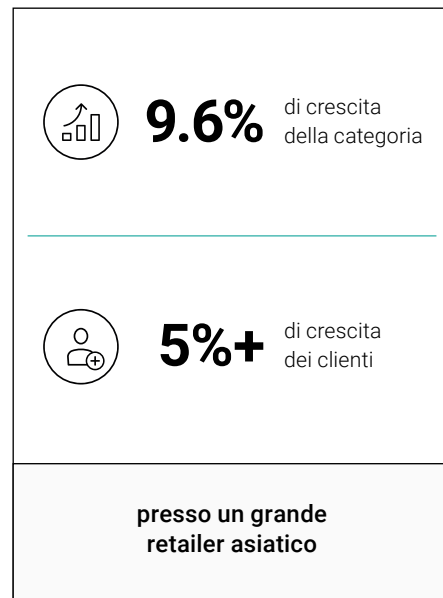 9.6%
di crescita
della categoria
5%+
di crescita
dei clienti
presso un grande
retailer asiatico